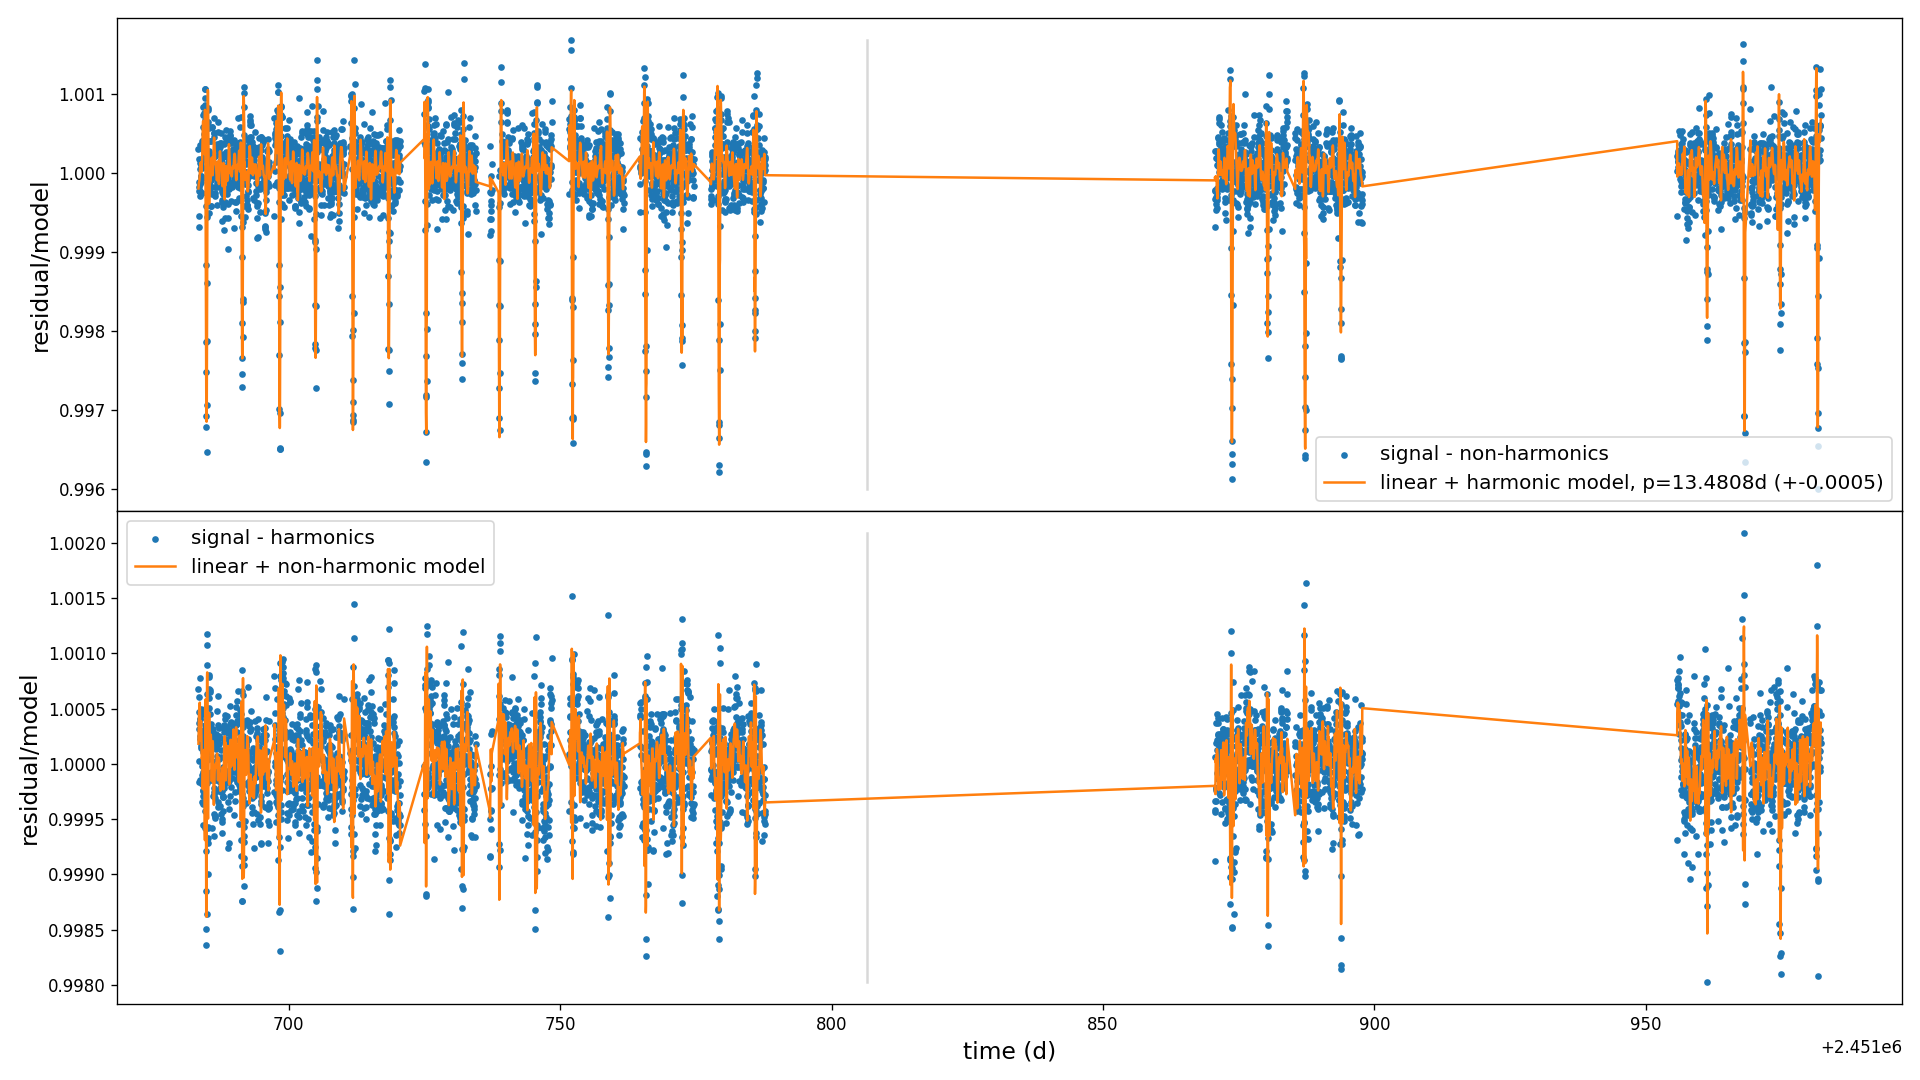 1.001
1.000
0.999
0.998
0.997
0.996
residual/model
signal - non-harmonics
linear + harmonic model, p=13.4808d (+-0.0005)
signal - harmonics
linear + non-harmonic model
1.0020
1.0015
1.0010
1.0005
1.0000
0.9995
0.9990
0.9985
0.9980
residual/model
700
750
800
850
900
950
time (d)
+2.451e6